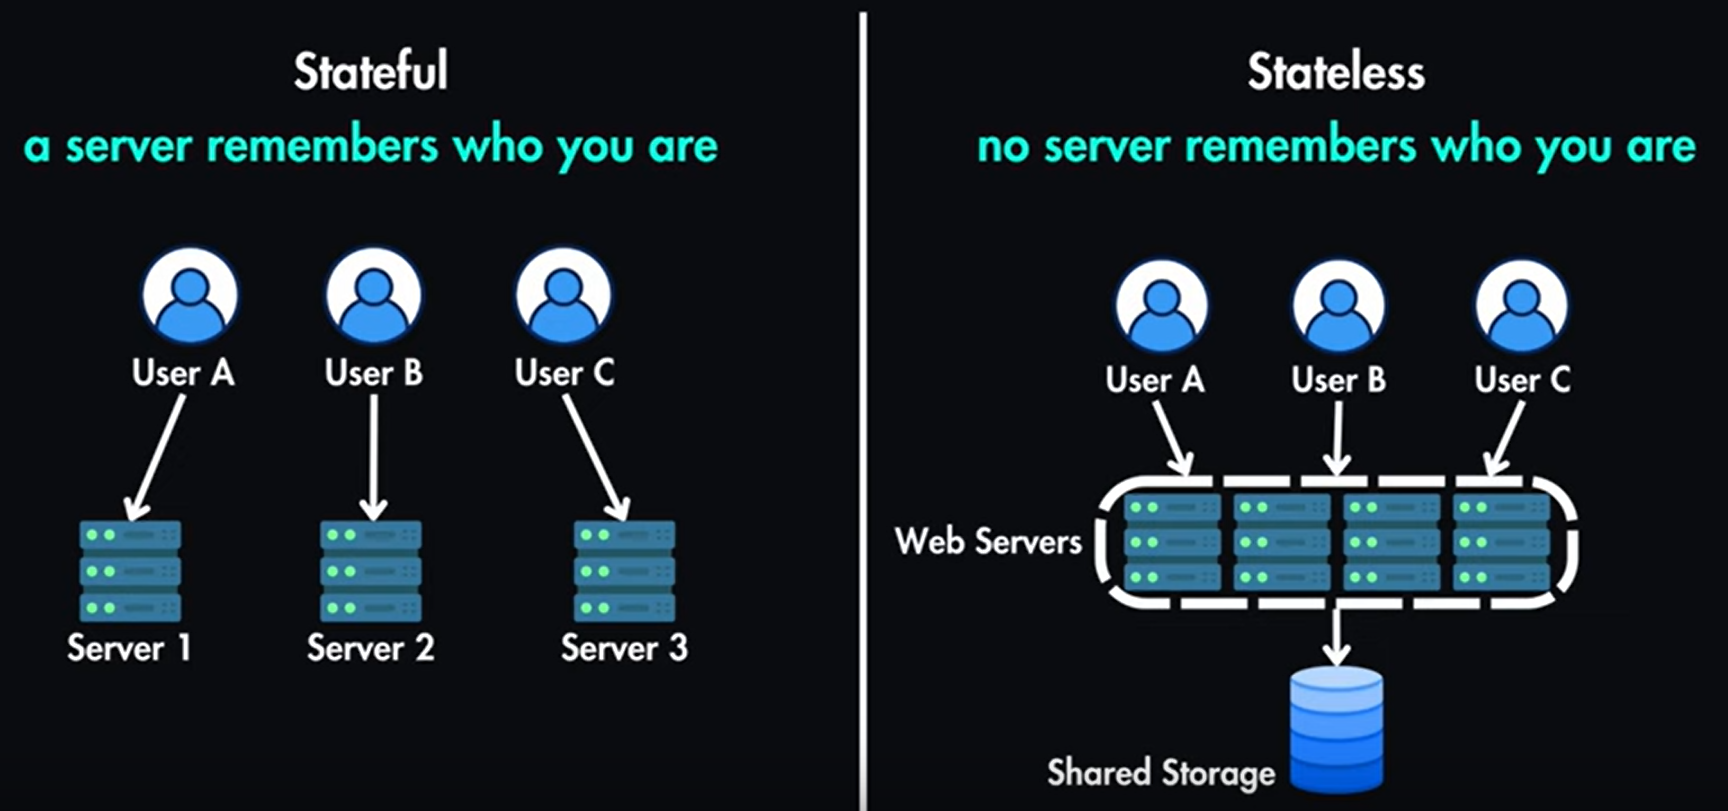 Stateful
a server remembers who you are
User A
User B
User C
Server 1
Server 2
Server 3
Stateless
no server remembers who you are
User A
User B
User C
Web Servers
Shared Storage